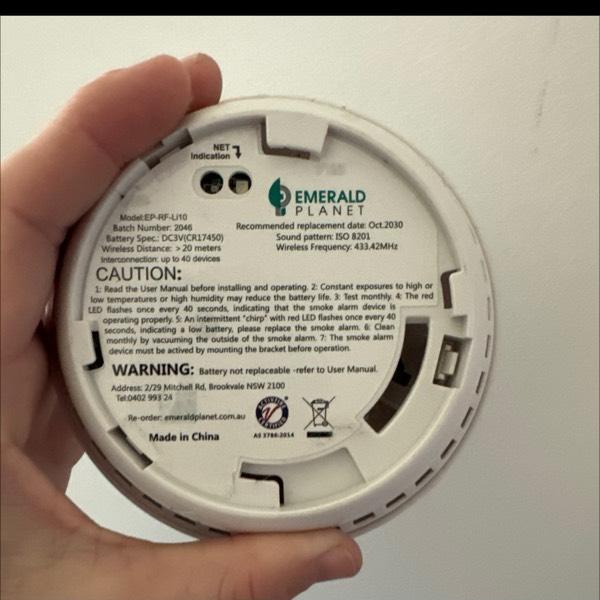 NET
Indication
EMERALD
PLANET
Model:EP-RF-Li10
Batch Number: 2046
Battery Spec.: DC3V(CR17450)
Wireless Distance: > 20 meters
Interconnection: up to 40 devices
Recommended replacement date: Oct.2030
Sound pattern: ISO 8201
Wireless Frequency: 433.42MHz
CAUTION:
1: Read the User Manual before installing and operating. 2: Constant exposures to high or
low temperatures or high humidity may reduce the battery life. 3: Test monthly. 4: The red
LED flashes once every 40 seconds, indicating that the smoke alarm device is
operating properly. 5: An intermittent "chirp" with red LED flashes once every 40
seconds, indicating a low battery, please replace the smoke alarm. 6: Clean
monthly by vacuuming the outside of the smoke alarm. 7: The smoke alarm
device must be actived by mounting the bracket before operation.
WARNING: Battery not replaceable -refer to User Manual.
Address: 2/29 Mitchell Rd, Brookvale NSW 2100
Tel:0402 993 24
Re-order: emeraldplanet.com.au
Made in China
AS 3786:2014